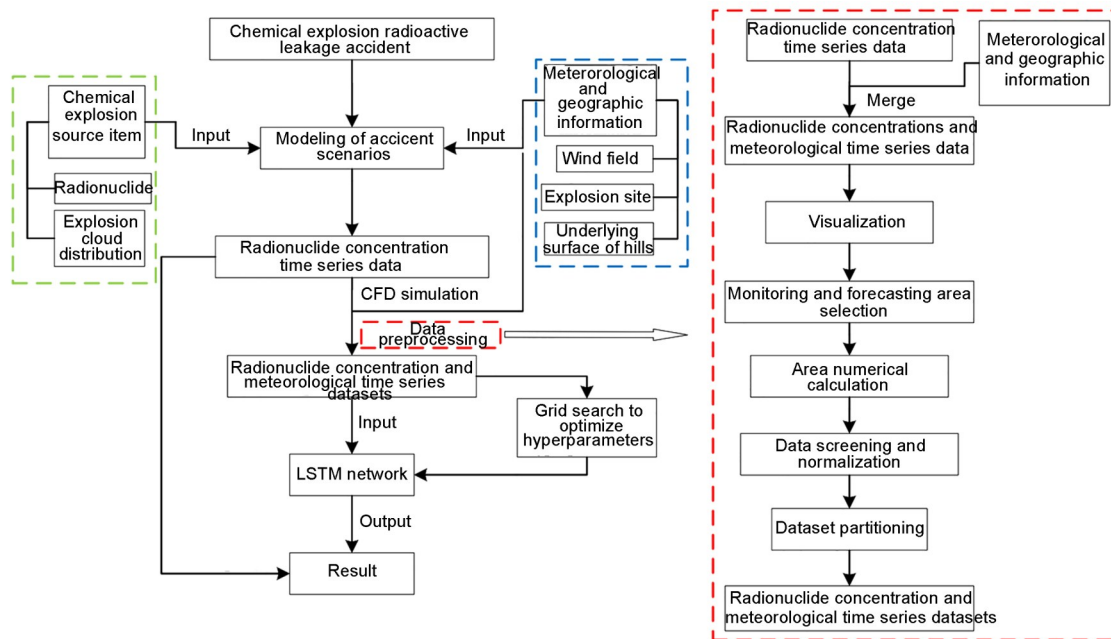 Chemical explosion radioactive
leakage accident
Chemical
explosion
source item
Radionuclide
Explosion
cloud
distribution
Input
Modeling of accicent
scenarios
Input
Meterorological
and
geographic
information
Wind field
Explosion site
Underlying
surface of hills
Radionuclide concentration
time series data
CFD simulation
Data
preprocessing
Radionuclide concentration and
meteorological time series
datasets
Input
Grid search to
optimize
hyperparameters
LSTM network
Output
Result
Radionuclide concentration
time series data
Meterorological
and geographic
information
Merge
Radionuclide concentrations and
meteorological time series data
Visualization
Monitoring and forecasting area
selection
Area numerical
calculation
Data screening and
normalization
Dataset partitioning
Radionuclide concentration and
meteorological time series datasets